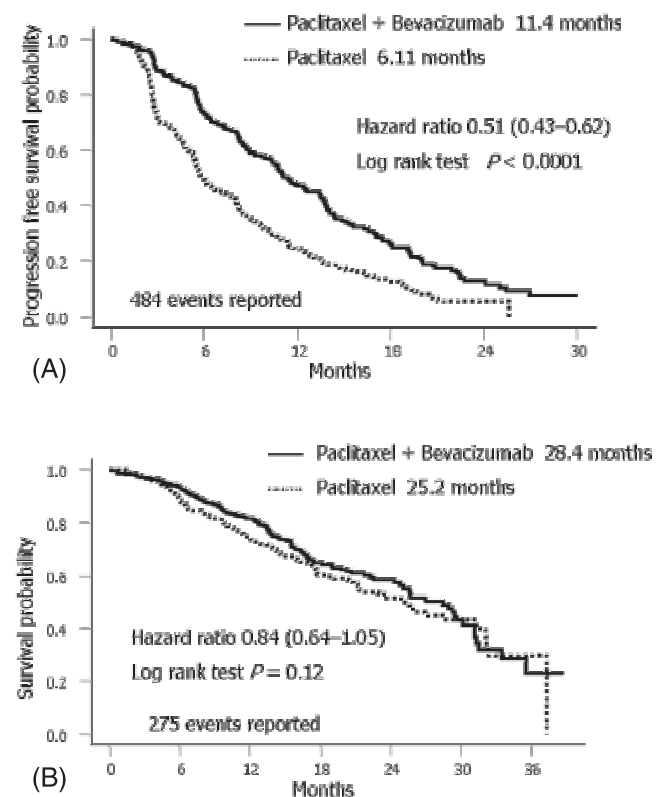 Paclitaxel + Bevacizumab 11.4 months
Paclitaxel 6.11 months
Hazard ratio 0.51 (0.43–0.62)
Log rank test P < 0.0001
484 events reported
Progression free survival probability
1.0
0.8
0.6
0.4
0.2
0.0
0 6 12 18 24 30
Months
(A)
Paclitaxel + Bevacizumab 28.4 months
Paclitaxel 25.2 months
Hazard ratio 0.84 (0.64–1.05)
Log rank test P = 0.12
275 events reported
Survival probability
1.0
0.8
0.6
0.4
0.2
0.0
0 6 12 18 24 30 36
Months
(B)